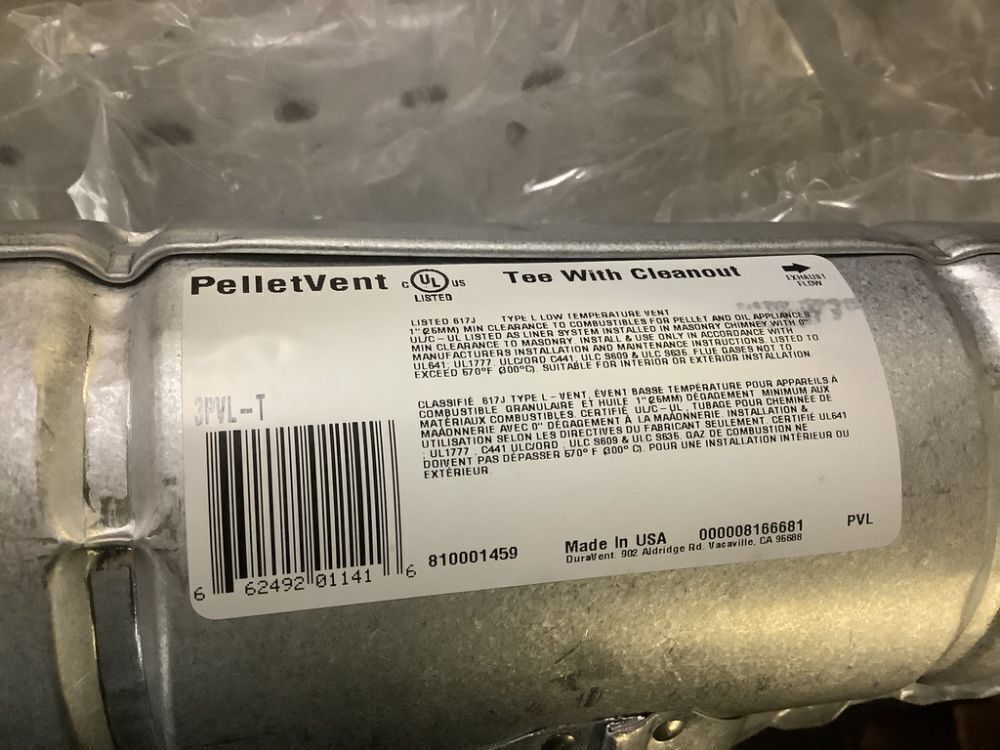 PelletVent
c UL US
LISTED
Tee With Cleanout
EXHAUST
FLOW
LISTED 617J TYPE L LOW TEMPERATURE VENT
1" (25MM) MIN CLEARANCE TO COMBUSTIBLES FOR PELLET AND OIL APPLIANCES
ULC - UL LISTED AS LINER SYSTEM INSTALLED IN MASONRY CHIMNEY WITH 0"
MIN CLEARANCE TO MASONRY. INSTALL & USE ONLY IN ACCORDANCE WITH
MANUFACTURERS INSTALLATION AND MAINTENANCE INSTRUCTIONS. LISTED TO
UL641, UL1777, ULC/ORD C441, ULC S609 & ULC S635. FLUE GASES NOT TO
EXCEED 570°F (300°C). SUITABLE FOR INTERIOR OR EXTERIOR INSTALLATION.
CLASSIFIÉ 617J TYPE L - VENT, ÉVENT BASSE TEMPÉRATURE POUR APPAREILS À
COMBUSTIBLE GRANULAIRE ET HUILE 1" (26MM) DÉGAGEMENT MINIMUM AUX
MATÉRIAUX COMBUSTIBLES. CERTIFIÉ ULC - UL, TUBAGE POUR CHEMINÉE DE
MAÂONNERIE AVEC 0" DÉGAGEMENT À LA MAÂONNERIE. INSTALLATION &
UTILISATION SELON LES DIRECTIVES DU FABRICANT SEULEMENT. CERTIFIÉ UL641
, UL1777 , C441 ULC/ORD , ULC S609 & ULC S635. GAZ DE COMBUSTION NE
DOIVENT PAS DÉPASSER 570° F (300° C). POUR UNE INSTALLATION INTÉRIEUR OU
EXTÉRIEUR.
3PVL-T
6 62492 01141 6
810001459
Made In USA 000008166681
DuraVent. 902 Aldridge Rd. Vacaville, CA 95688
PVL